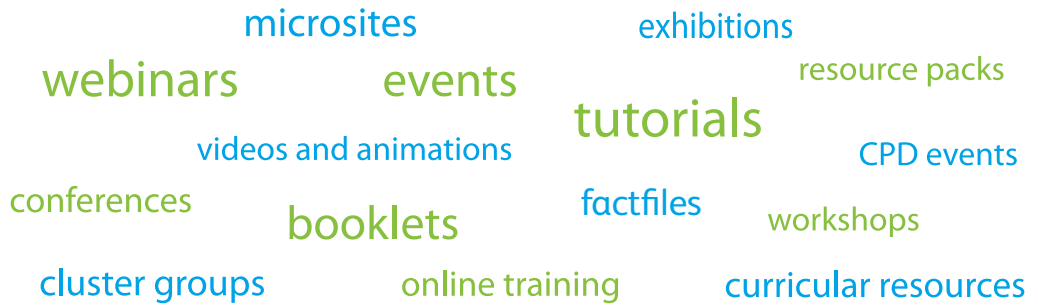 microsites
exhibitions
webinars
events
resource packs
tutorials
videos and animations
CPD events
conferences
booklets
factfiles
workshops
cluster groups
online training
curricular resources